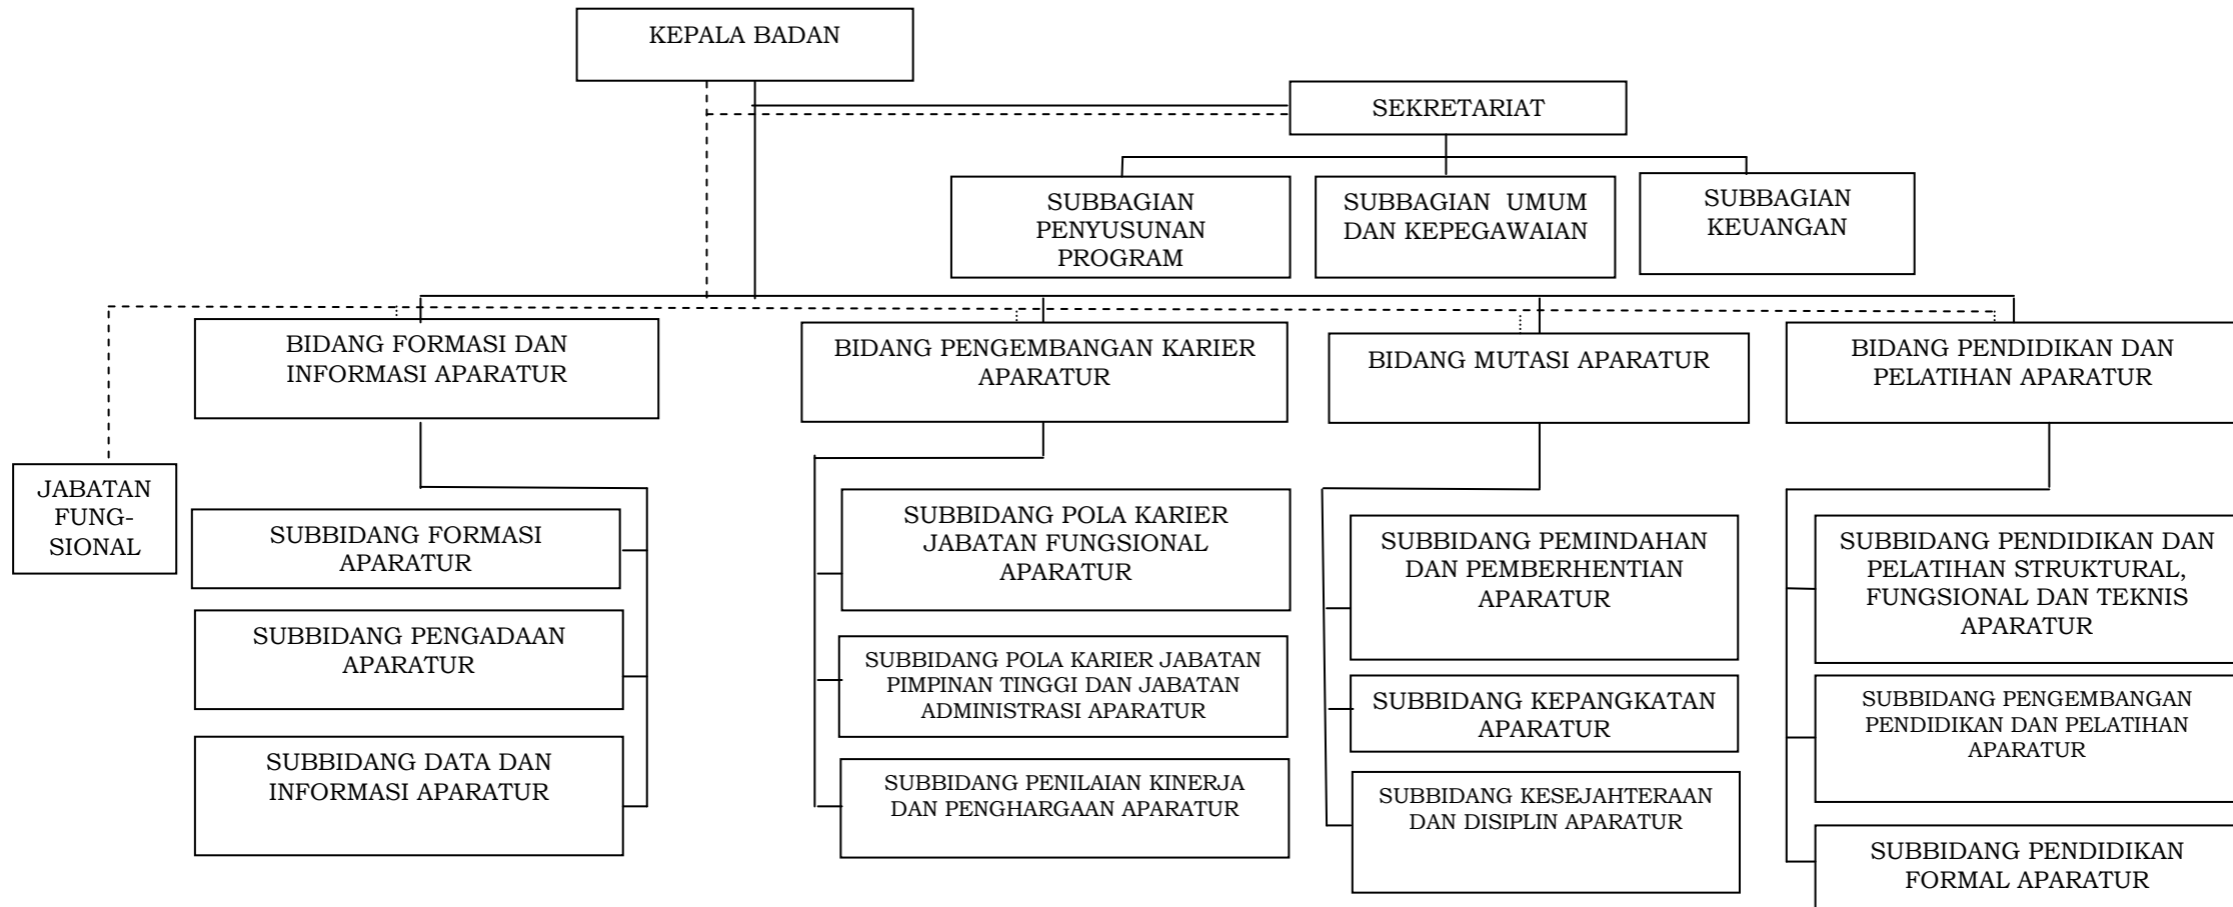 KEPALA BADAN
SEKRETARIAT
SUBBAGIAN
PENYUSUNAN
PROGRAM
SUBBAGIAN UMUM
DAN KEPEGAWAIAN
SUBBAGIAN
KEUANGAN
BIDANG FORMASI DAN
INFORMASI APARATUR
BIDANG PENGEMBANGAN KARIER
APARATUR
BIDANG MUTASI APARATUR
BIDANG PENDIDIKAN DAN
PELATIHAN APARATUR
JABATAN
FUNG-
SIONAL
SUBBIDANG FORMASI
APARATUR
SUBBIDANG PENGADAAN
APARATUR
SUBBIDANG DATA DAN
INFORMASI APARATUR
SUBBIDANG POLA KARIER
JABATAN FUNGSIONAL
APARATUR
SUBBIDANG POLA KARIER JABATAN
PIMPINAN TINGGI DAN JABATAN
ADMINISTRASI APARATUR
SUBBIDANG PENILAIAN KINERJA
DAN PENGHARGAAN APARATUR
SUBBIDANG PEMINDAHAN
DAN PEMBERHENTIAN
APARATUR
SUBBIDANG KEPANGKATAN
APARATUR
SUBBIDANG KESEJAHTERAAN
DAN DISIPLIN APARATUR
SUBBIDANG PENDIDIKAN DAN
PELATIHAN STRUKTURAL,
FUNGSIONAL DAN TEKNIS
APARATUR
SUBBIDANG PENGEMBANGAN
PENDIDIKAN DAN PELATIHAN
APARATUR
SUBBIDANG PENDIDIKAN
FORMAL APARATUR